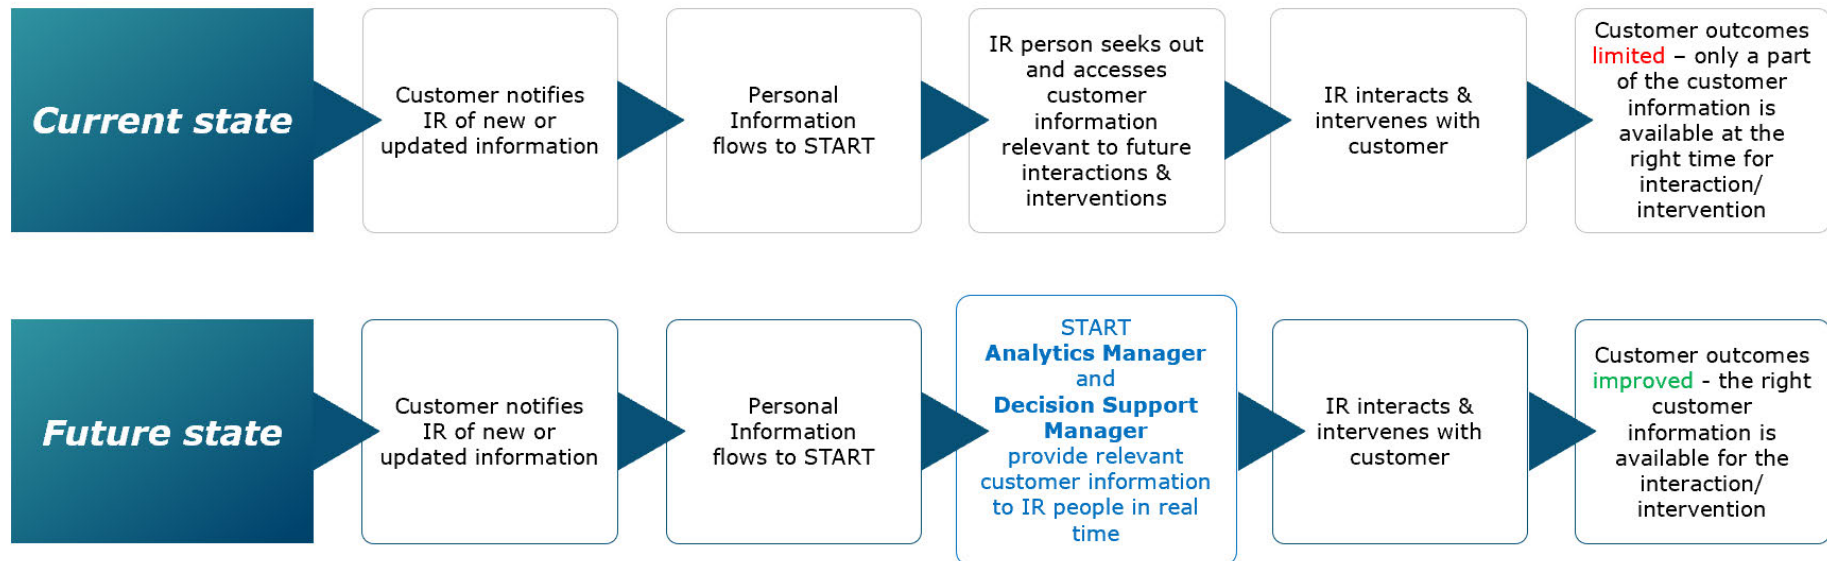 Current state
Customer notifies
IR of new or
updated information
Personal
Information
flows to START
IR person seeks out
and accesses
customer
information
relevant to future
interactions &
interventions
IR interacts &
intervenes with
customer
Customer outcomes
limited – only a part
of the customer
information is
available at the
right time for
interaction/
intervention
Future state
Customer notifies
IR of new or
updated information
Personal
Information
flows to START
START
Analytics Manager
and
Decision Support
Manager
provide relevant
customer information
to IR people in real
time
IR interacts &
intervenes with
customer
Customer outcomes
improved - the right
customer
information is
available for the
interaction/
intervention